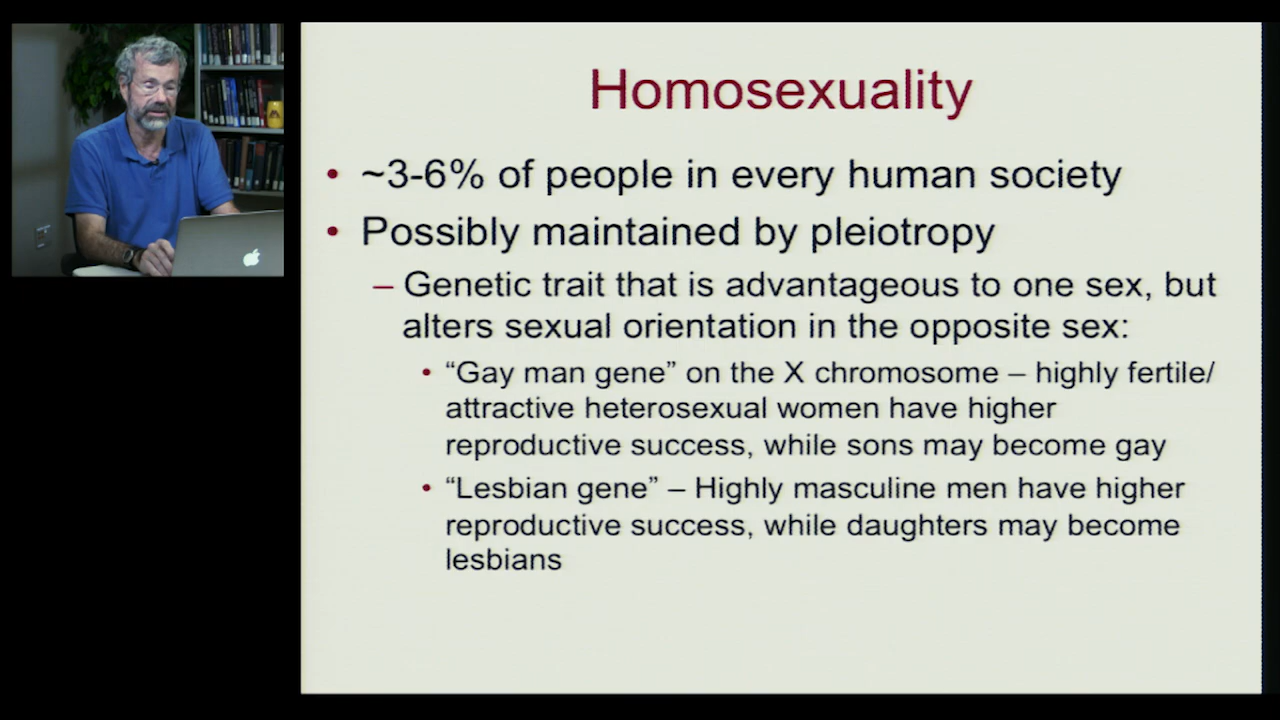 Homosexuality
• ~3-6% of people in every human society
• Possibly maintained by pleiotropy
– Genetic trait that is advantageous to one sex, but
alters sexual orientation in the opposite sex:
• “Gay man gene” on the X chromosome – highly fertile/
attractive heterosexual women have higher
reproductive success, while sons may become gay
• “Lesbian gene” – Highly masculine men have higher
reproductive success, while daughters may become
lesbians